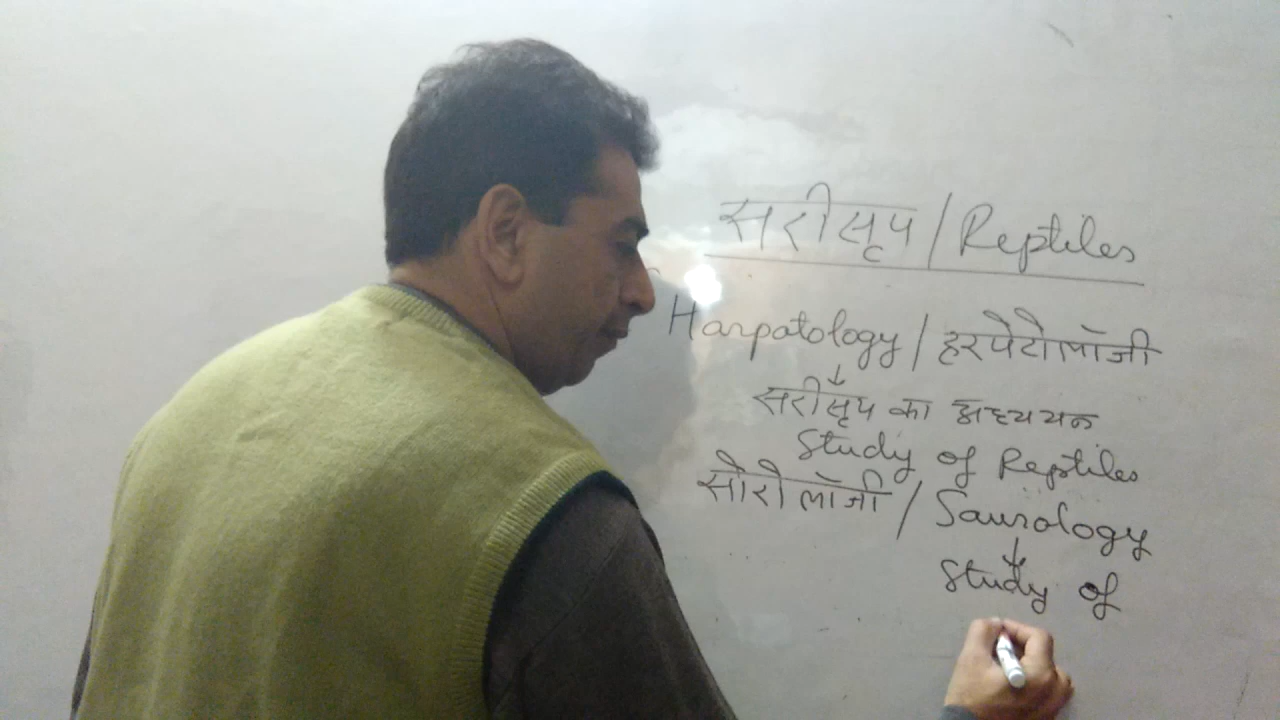 सरीसृप / Reptiles
Harpatology / हरपेटोलॉजी
↓
सरीसृप का अध्ययन
Study of Reptiles
सोरोलॉजी / Saurology
↓
Study of